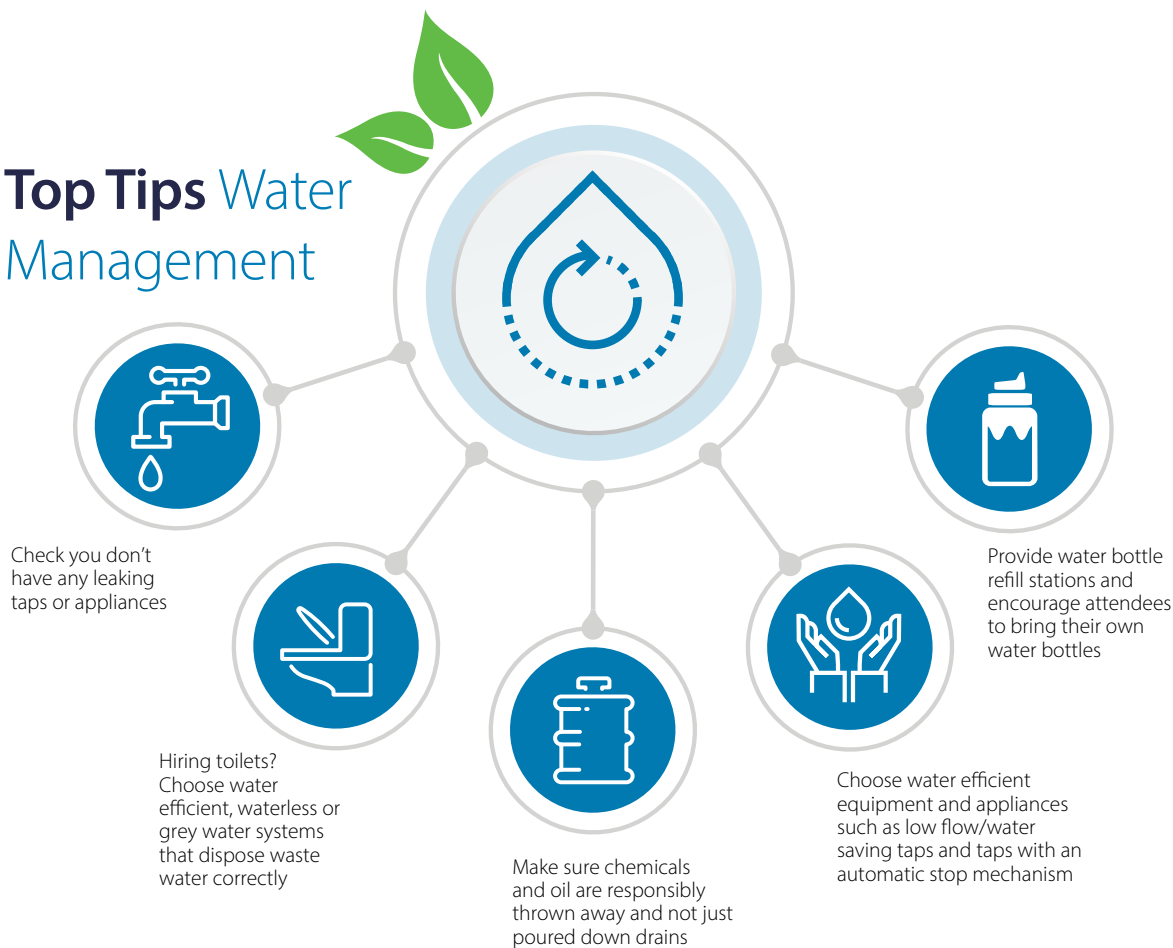 Top Tips Water
Management
Check you don't
have any leaking
taps or appliances
Hiring toilets?
Choose water
efficient, waterless or
grey water systems
that dispose waste
water correctly
Make sure chemicals
and oil are responsibly
thrown away and not just
poured down drains
Choose water efficient
equipment and appliances
such as low flow/water
saving taps and taps with an
automatic stop mechanism
Provide water bottle
refill stations and
encourage attendees
to bring their own
water bottles